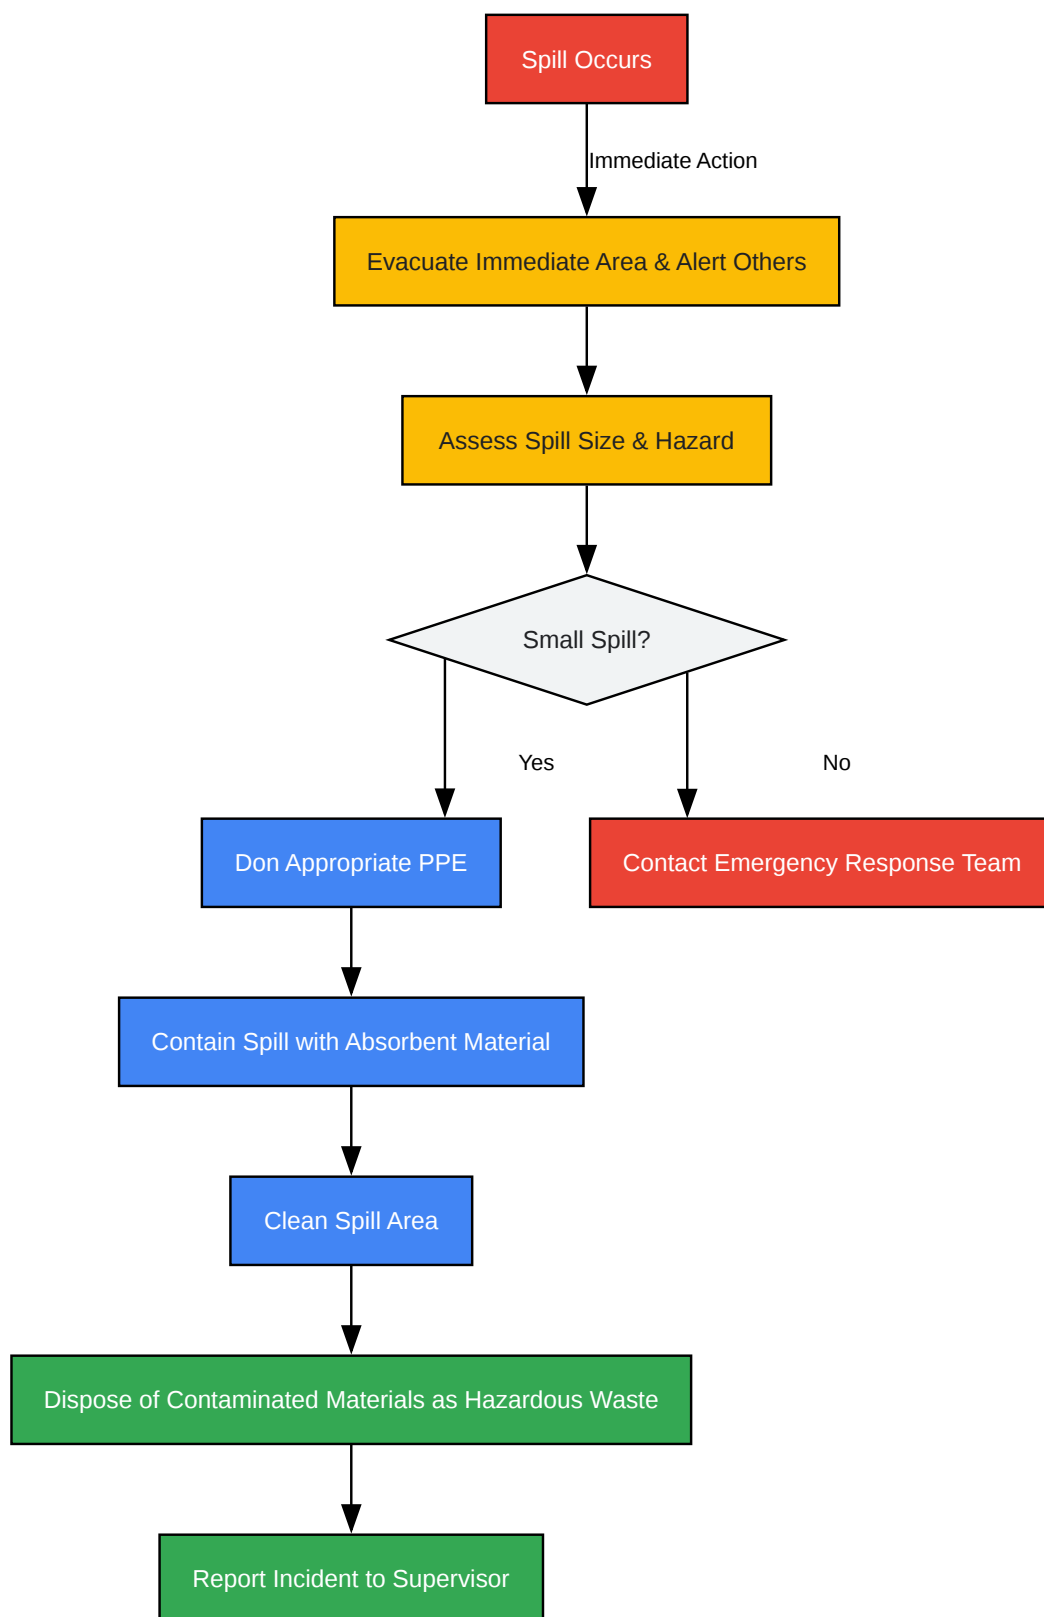 Spill Occurs
Immediate Action
Evacuate Immediate Area & Alert Others
Assess Spill Size & Hazard
Small Spill?
Yes
No
Don Appropriate PPE
Contact Emergency Response Team
Contain Spill with Absorbent Material
Clean Spill Area
Dispose of Contaminated Materials as Hazardous Waste
Report Incident to Supervisor